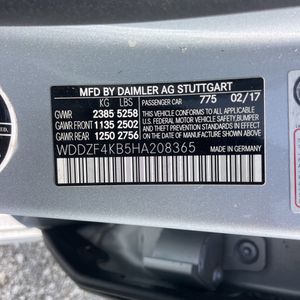 MFD BY DAIMLER AG STUTTGART
KG LBS
GVWR 2385 5258
GAWR FRONT 1135 2502
GAWR REAR 1250 2756
PASSENGER CAR 775 02/17
THIS VEHICLE CONFORMS TO ALL APPLICABLE
U.S. FEDERAL MOTOR VEHICLE SAFETY, BUMPER,
AND THEFT PREVENTION STANDARDS IN EFFECT ON
THE DATE OF MANUFACTURE SHOWN ABOVE.
WDDZF4KB5HA208365
MADE IN GERMANY